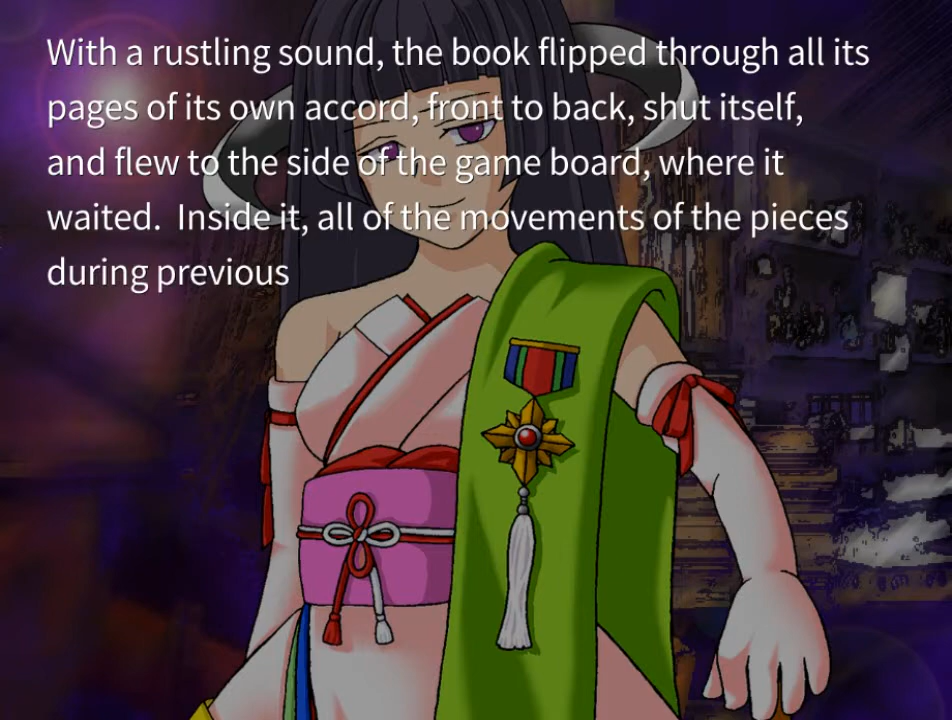 With a rustling sound, the book flipped through all its
pages of its own accord, front to back, shut itself,
and flew to the side of the game board, where it
waited.  Inside it, all of the movements of the pieces
during previous